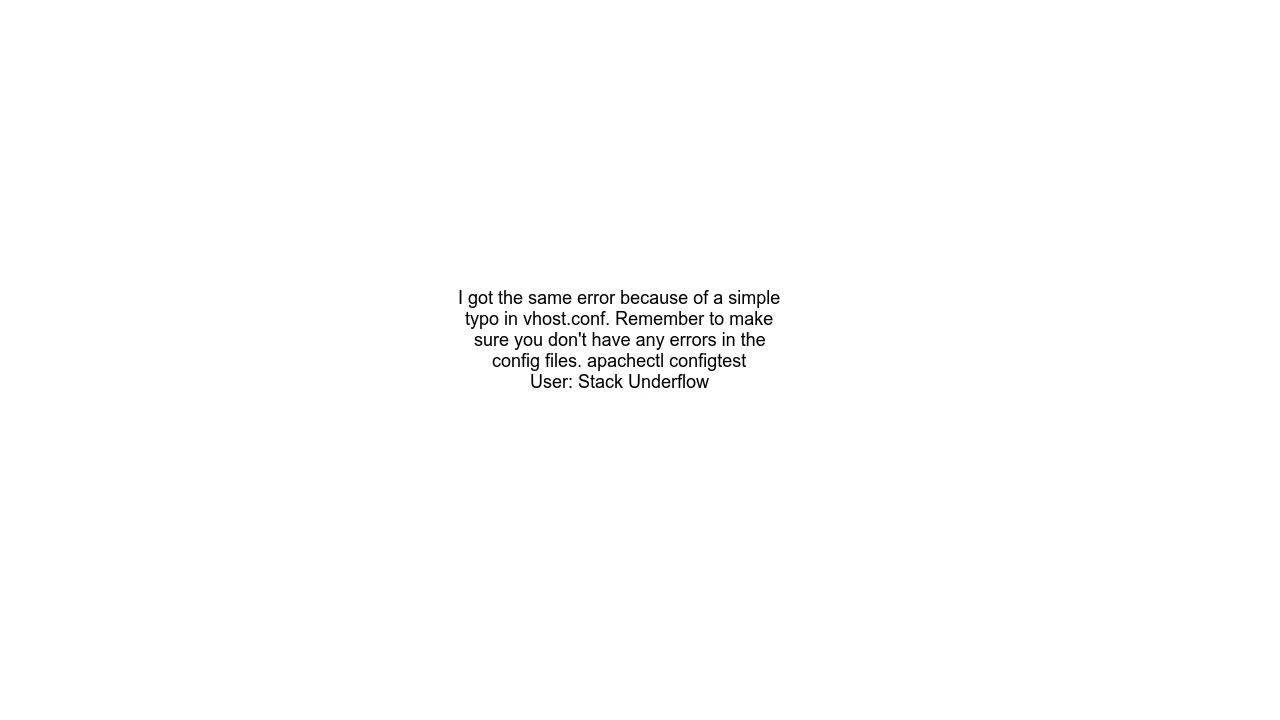 I got the same error because of a simple
typo in vhost.conf. Remember to make
sure you don't have any errors in the
config files. apachectl configtest
User: Stack Underflow